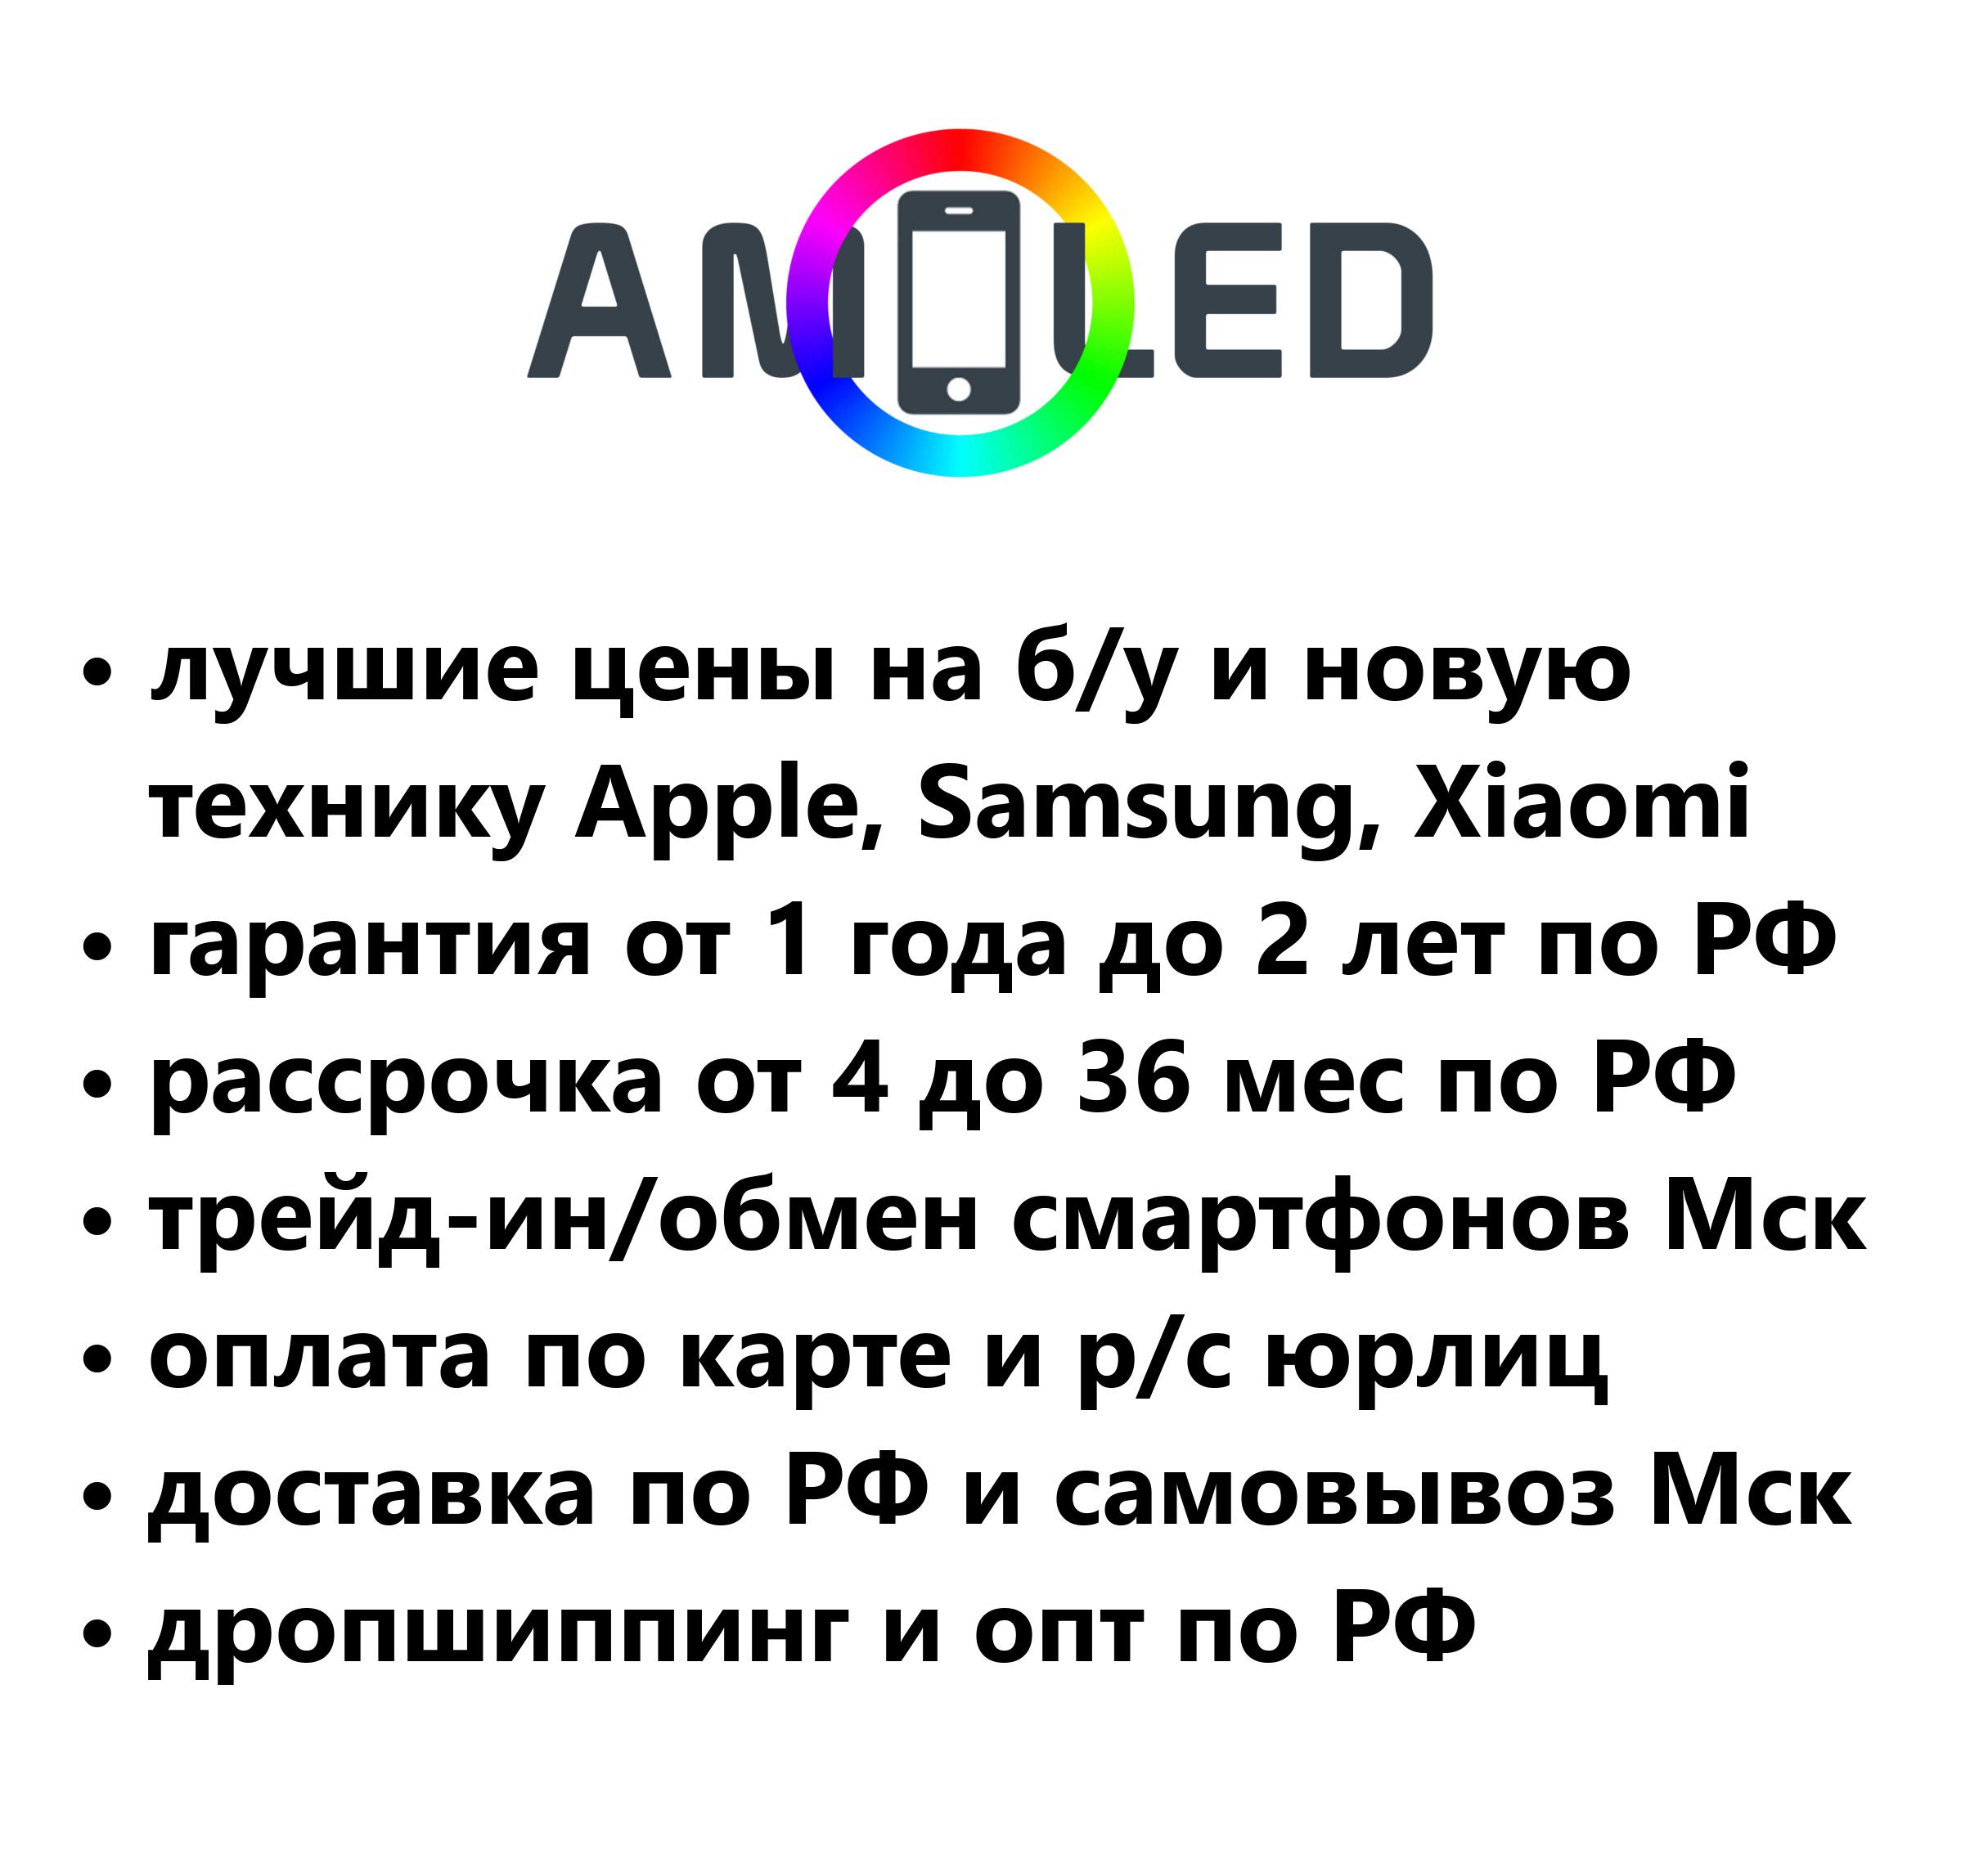 AMOLED
• лучшие цены на б/у и новую
технику Apple, Samsung, Xiaomi
• гарантия от 1 года до 2 лет по РФ
• рассрочка от 4 до 36 мес по РФ
• трейд-ин/обмен смартфонов Мск
• оплата по карте и р/с юрлиц
• доставка по РФ и самовывоз Мск
• дропшиппинг и опт по РФ